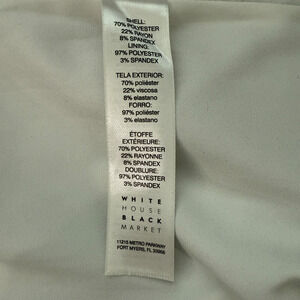 SHELL:
70% POLYESTER
22% RAYON
8% SPANDEX
LINING:
97% POLYESTER
3% SPANDEX
TELA EXTERIOR:
70% poliéster
22% viscosa
8% elastano
FORRO:
97% poliéster
3% elastano
ÉTOFFE
EXTÉRIEURE:
70% POLYESTER
22% RAYONNE
8% SPANDEX
DOUBLURE:
97% POLYESTER
3% SPANDEX
WHITE
HOUSE
BLACK
MARKET
11215 METRO PARKWAY
FORT MYERS, FL 33966